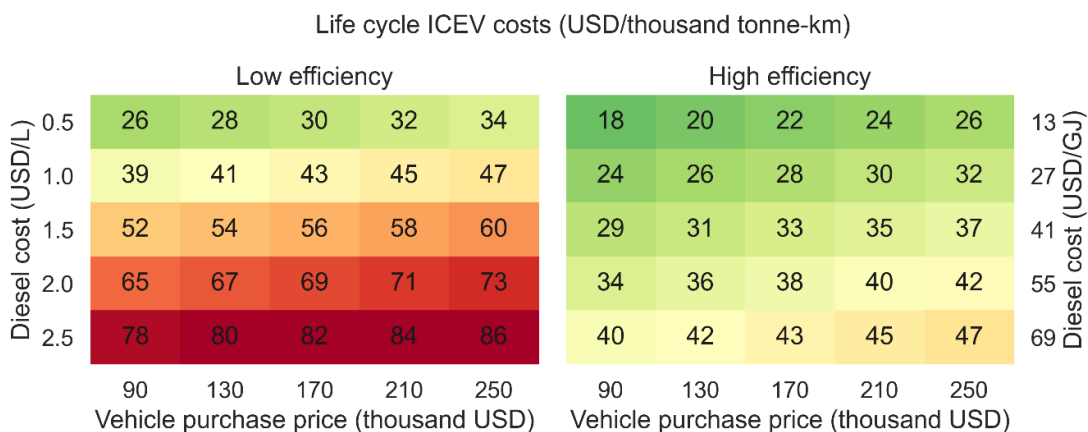 Life cycle ICEV costs (USD/thousand tonne-km)
Low efficiency High efficiency
0.5 26 28 30 32 34 18 20 22 24 26 13
1.0 39 41 43 45 47 24 26 28 30 32 27
1.5 52 54 56 58 60 29 31 33 35 37 41
2.0 65 67 69 71 73 34 36 38 40 42 55
2.5 78 80 82 84 86 40 42 43 45 47 69
Diesel cost (USD/L)
Diesel cost (USD/GJ)
90 130 170 210 250 90 130 170 210 250
Vehicle purchase price (thousand USD) Vehicle purchase price (thousand USD)